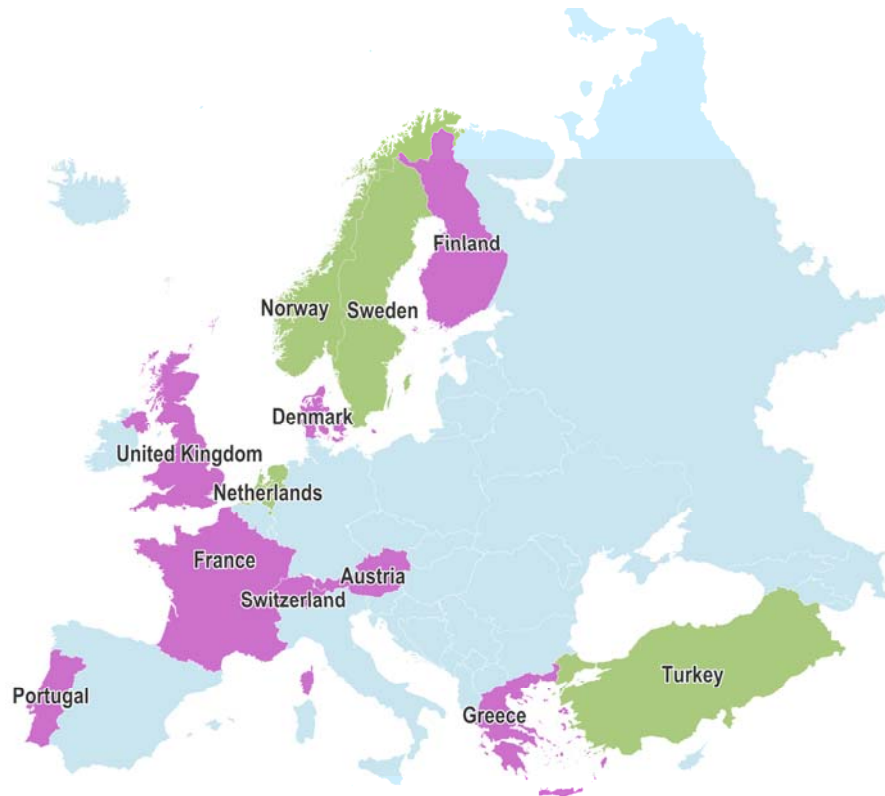 Finland
Norway
Sweden
Denmark
United Kingdom
Netherlands
France
Austria
Switzerland
Turkey
Portugal
Greece